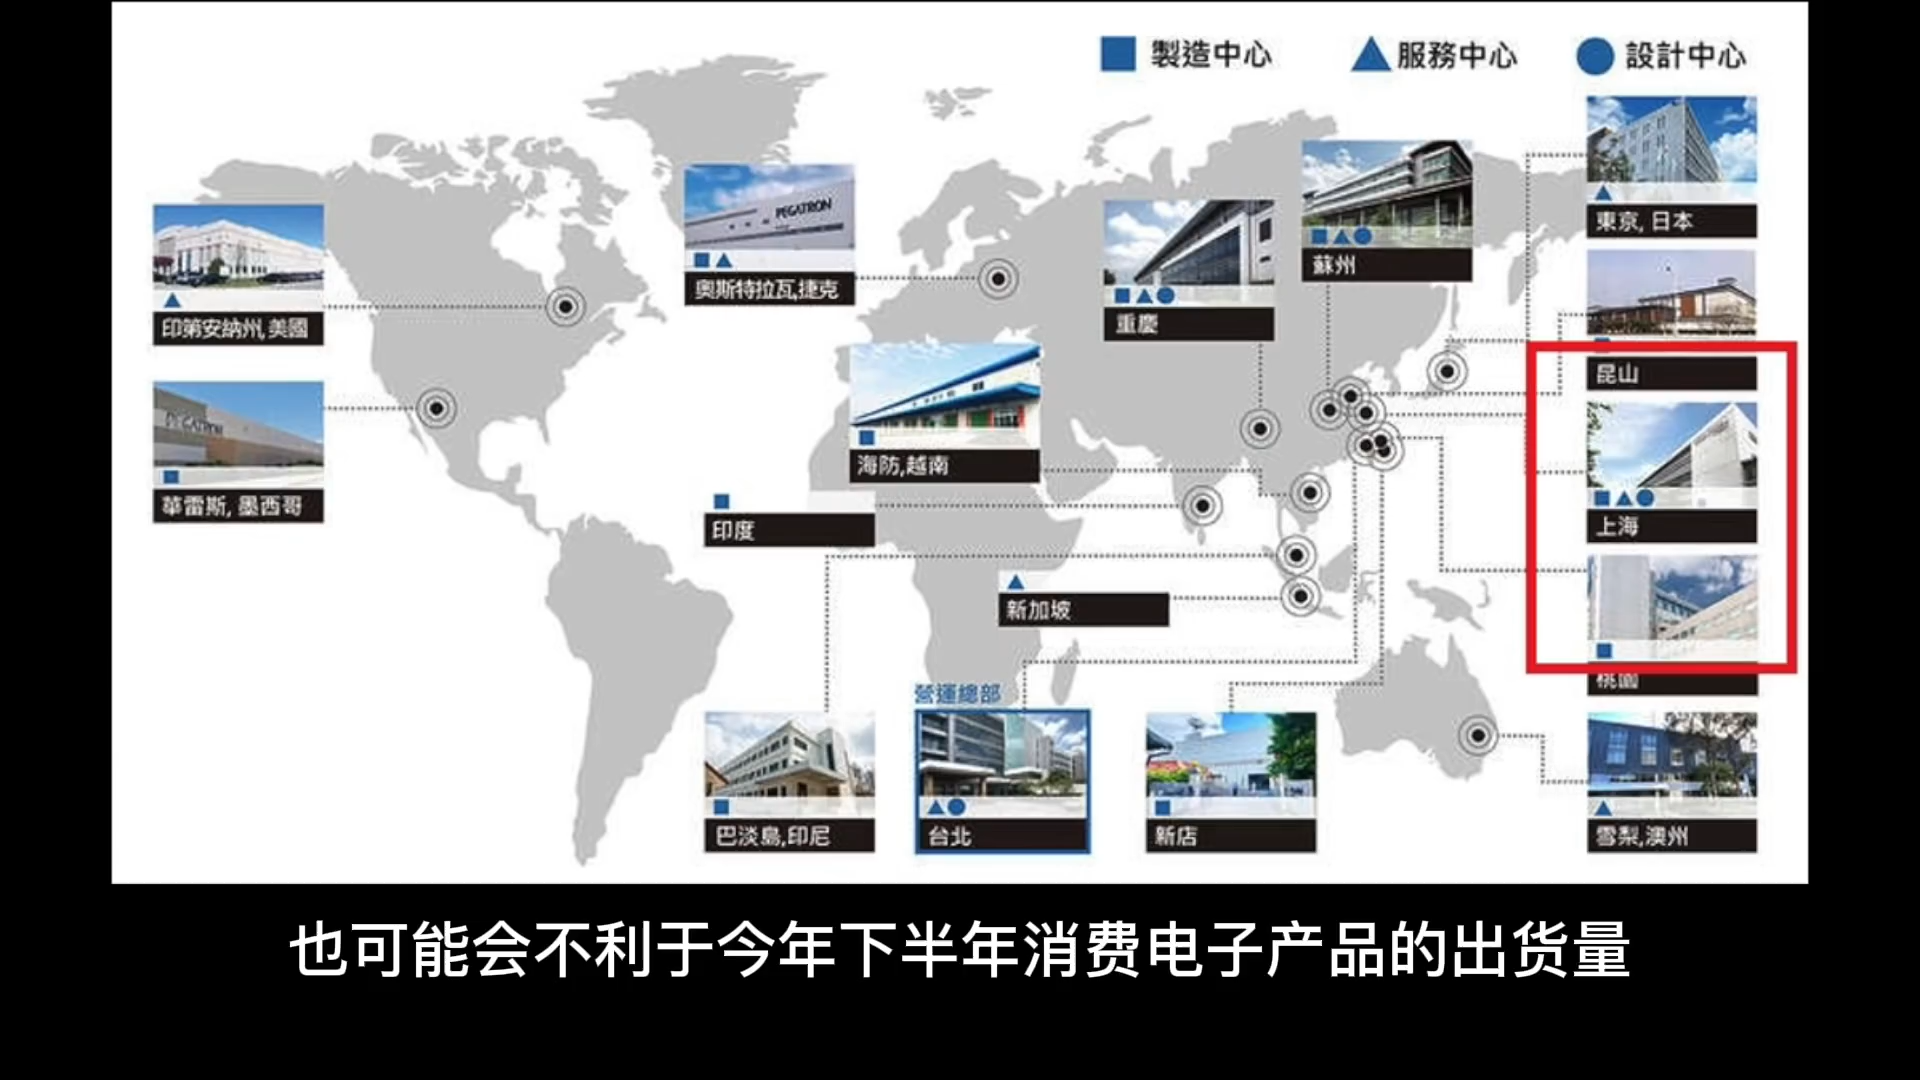 製造中心
服務中心
設計中心
東京, 日本
蘇州
PEGATRON
奧斯特拉瓦,捷克
重慶
印第安納州, 美國
昆山
PEGATRON
華雷斯, 墨西哥
海防,越南
印度
上海
新加坡
桃園
營運總部
巴淡島,印尼
台北
新店
雪梨,澳州
也可能会不利于今年下半年消费电子产品的出货量